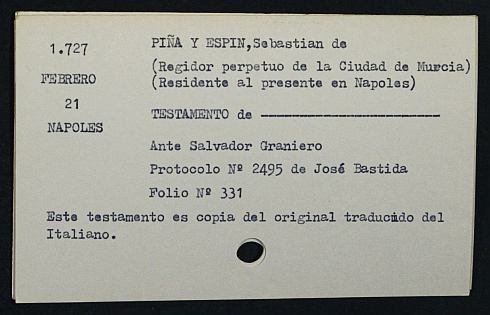 1.727
FEBRERO
21
NAPOLES
PIÑA Y ESPIN,Sebastian de
(Regidor perpetuo de la Ciudad de Murcia)
(Residente al presente en Napoles)
TESTAMENTO de --------------------------
Ante Salvador Graniero
Protocolo Nº 2495 de José Bastida
Folio Nº 331
Este testamento es copia del original traducido del
Italiano.